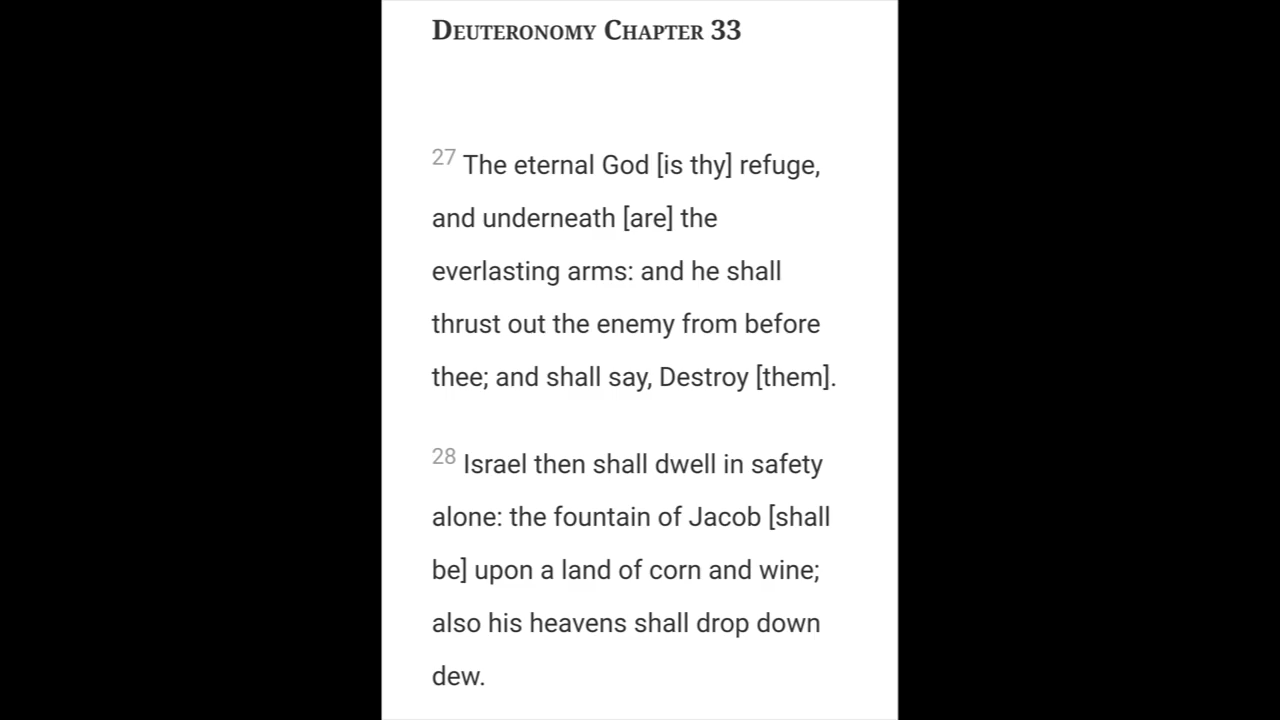 Deuteronomy Chapter 33
27 The eternal God [is thy] refuge,
and underneath [are] the
everlasting arms: and he shall
thrust out the enemy from before
thee; and shall say, Destroy [them].
28 Israel then shall dwell in safety
alone: the fountain of Jacob [shall
be] upon a land of corn and wine;
also his heavens shall drop down
dew.